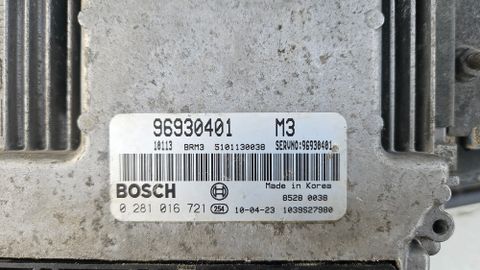 96930401 M3
10113 BRM3 5101130038 SERVNO:96930401
BOSCH Made in Korea
8528 0038
0 281 016 721 254 10-04-23 1039S27980